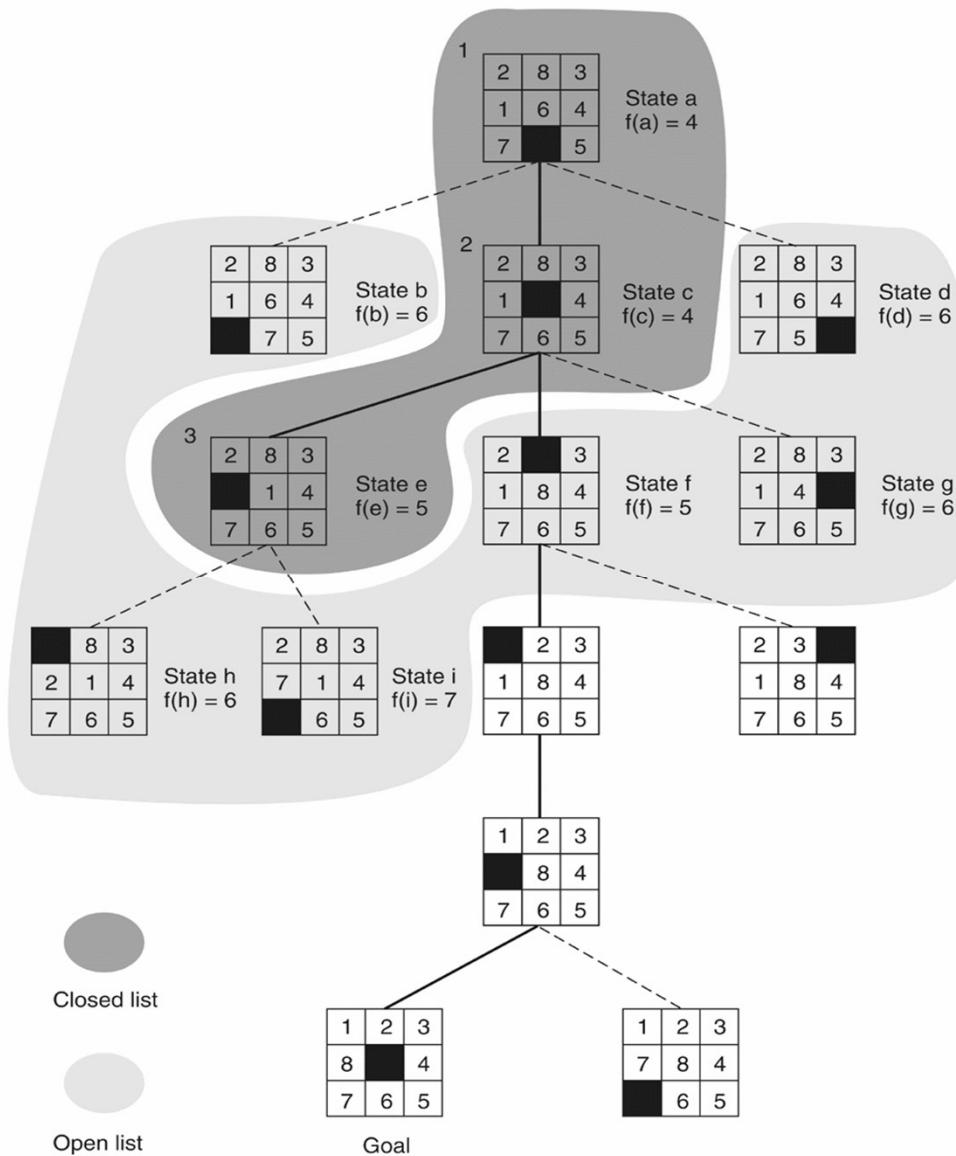 1
2 8 3
1 6 4
7 5
State a
f(a) = 4
2 8 3
1 6 4
7 5
State b
f(b) = 6
2
2 8 3
1 4
7 6 5
State c
f(c) = 4
2 8 3
1 6 4
7 5
State d
f(d) = 6
3
2 8 3
1 4
7 6 5
State e
f(e) = 5
2 3
1 8 4
7 6 5
State f
f(f) = 5
2 8 3
1 4
7 6 5
State g
f(g) = 6
8 3
2 1 4
7 6 5
State h
f(h) = 6
2 8 3
7 1 4
6 5
State i
f(i) = 7
2 3
1 8 4
7 6 5
2 3
1 8 4
7 6 5
1 2 3
8 4
7 6 5
Closed list
1 2 3
8 4
7 6 5
Goal
1 2 3
7 8 4
6 5
Open list